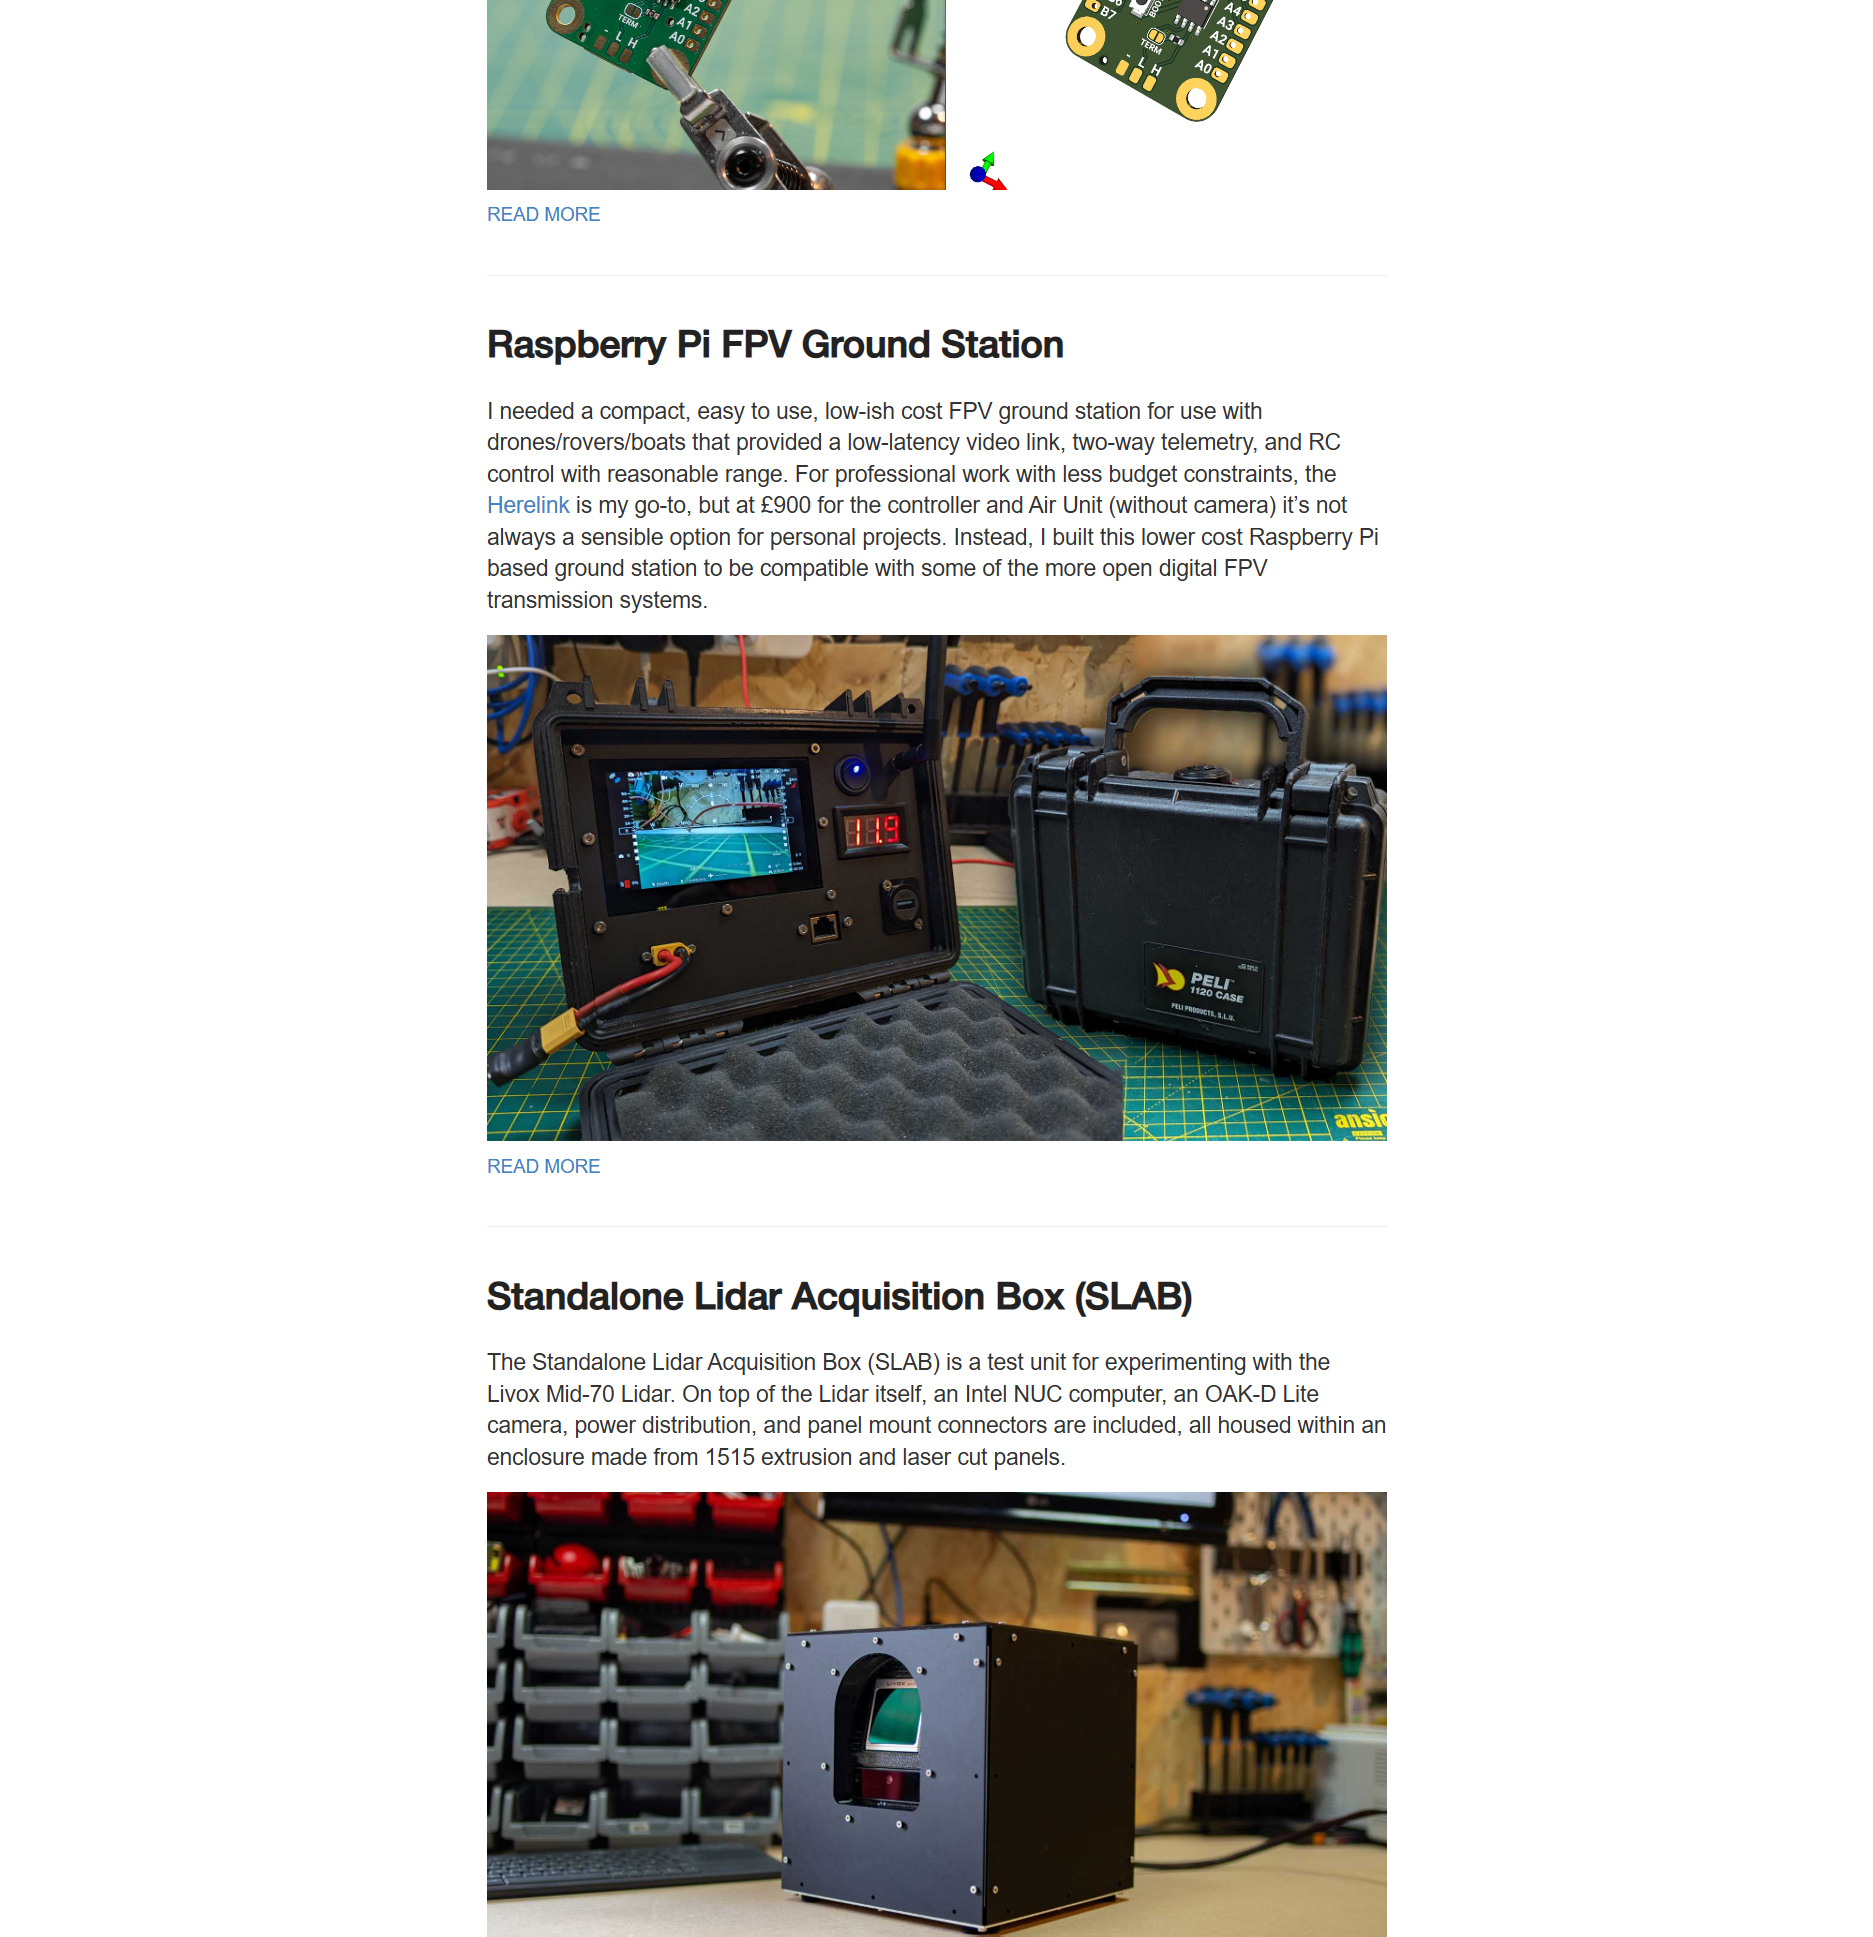 A2
A1
A0
TERM
- L H
B7
BOO
A4
A3
A2
A1
A0
TERM
- L H
READ MORE
Raspberry Pi FPV Ground Station
I needed a compact, easy to use, low-ish cost FPV ground station for use with
drones/rovers/boats that provided a low-latency video link, two-way telemetry, and RC
control with reasonable range. For professional work with less budget constraints, the
Herelink is my go-to, but at £900 for the controller and Air Unit (without camera) it’s not
always a sensible option for personal projects. Instead, I built this lower cost Raspberry Pi
based ground station to be compatible with some of the more open digital FPV
transmission systems.
11.9
PELI™
1120 CASE
PELI PRODUCTS, S.L.U.
ansio
READ MORE
Standalone Lidar Acquisition Box (SLAB)
The Standalone Lidar Acquisition Box (SLAB) is a test unit for experimenting with the
Livox Mid-70 Lidar. On top of the Lidar itself, an Intel NUC computer, an OAK-D Lite
camera, power distribution, and panel mount connectors are included, all housed within an
enclosure made from 1515 extrusion and laser cut panels.
LIVOX